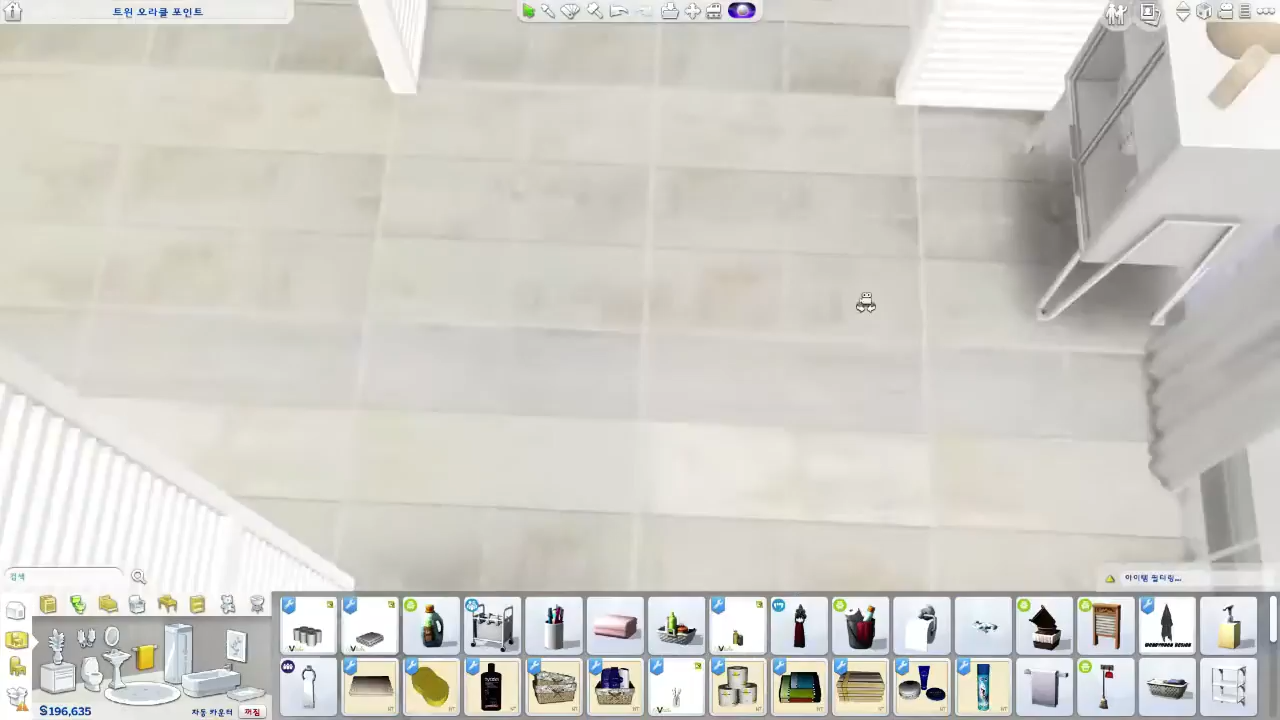 트윈 오라클 포인트
검색
아이템 필터링...
$196,635
자동 카운터
꺼짐